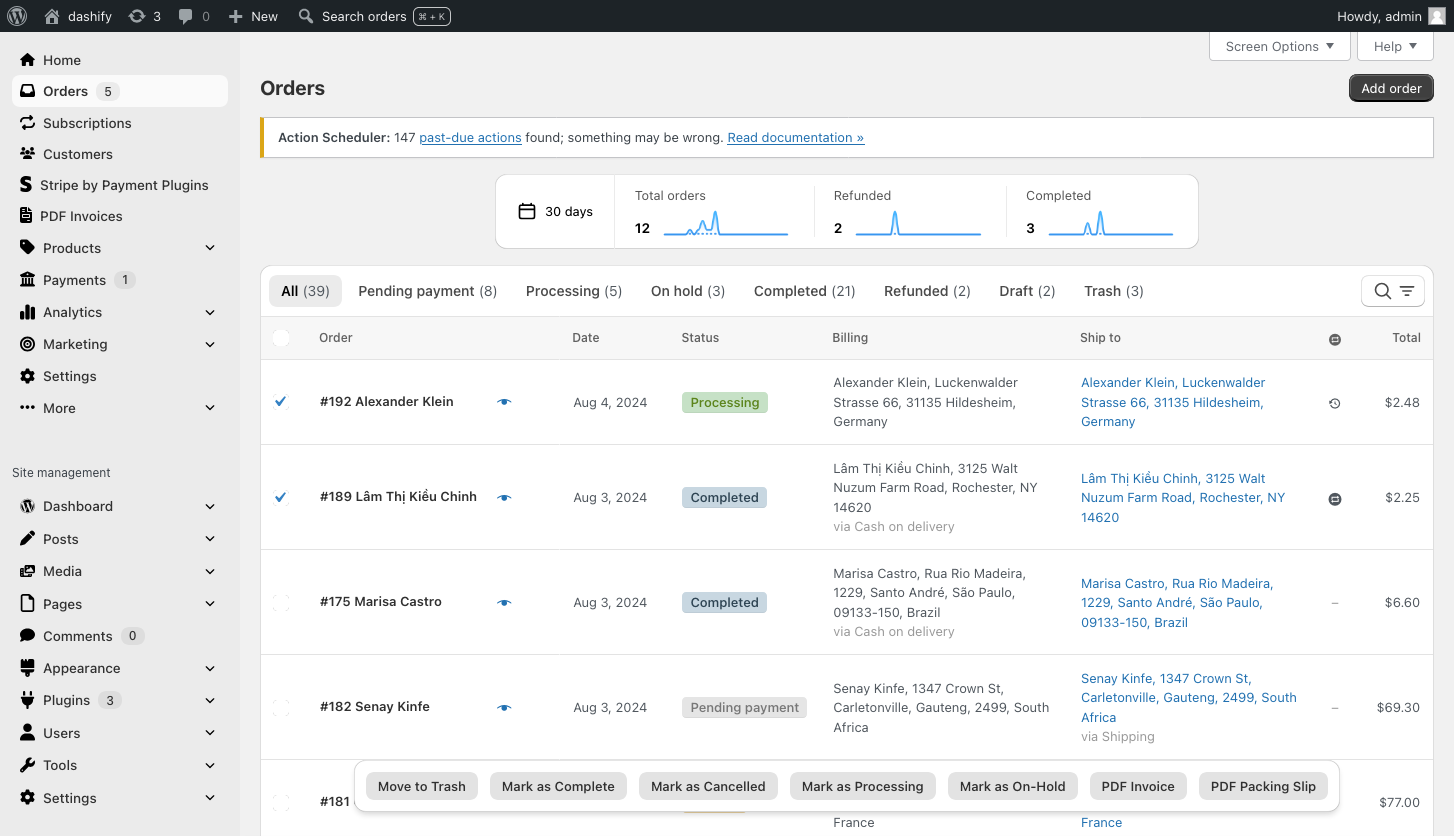 dashify 3 0 New Search orders ⌘ + K Howdy, admin
Screen Options Help
Home
Orders 5
Subscriptions
Customers
Stripe by Payment Plugins
PDF Invoices
Products
Payments 1
Analytics
Marketing
Settings
More
Site management
Dashboard
Posts
Media
Pages
Comments 0
Appearance
Plugins 3
Users
Tools
Settings
Orders Add order
Action Scheduler: 147 past-due actions found; something may be wrong. Read documentation »
30 days
Total orders
12
Refunded
2
Completed
3
All (39) Pending payment (8) Processing (5) On hold (3) Completed (21) Refunded (2) Draft (2) Trash (3)
Order Date Status Billing Ship to Total
#192 Alexander Klein
Aug 4, 2024
Processing
Alexander Klein, Luckenwalder
Strasse 66, 31135 Hildesheim,
Germany
Alexander Klein, Luckenwalder
Strasse 66, 31135 Hildesheim,
Germany
$2.48
#189 Lâm Thị Kiều Chinh
Aug 3, 2024
Completed
Lâm Thị Kiều Chinh, 3125 Walt
Nuzum Farm Road, Rochester, NY
14620
via Cash on delivery
Lâm Thị Kiều Chinh, 3125 Walt
Nuzum Farm Road, Rochester, NY
14620
$2.25
#175 Marisa Castro
Aug 3, 2024
Completed
Marisa Castro, Rua Rio Madeira,
1229, Santo André, São Paulo,
09133-150, Brazil
via Cash on delivery
Marisa Castro, Rua Rio Madeira,
1229, Santo André, São Paulo,
09133-150, Brazil
–
$6.60
#182 Senay Kinfe
Aug 3, 2024
Pending payment
Senay Kinfe, 1347 Crown St,
Carletonville, Gauteng, 2499, South
Africa
Senay Kinfe, 1347 Crown St,
Carletonville, Gauteng, 2499, South
Africa
via Shipping
–
$69.30
#181
France
France
$77.00
Move to Trash Mark as Complete Mark as Cancelled Mark as Processing Mark as On-Hold PDF Invoice PDF Packing Slip